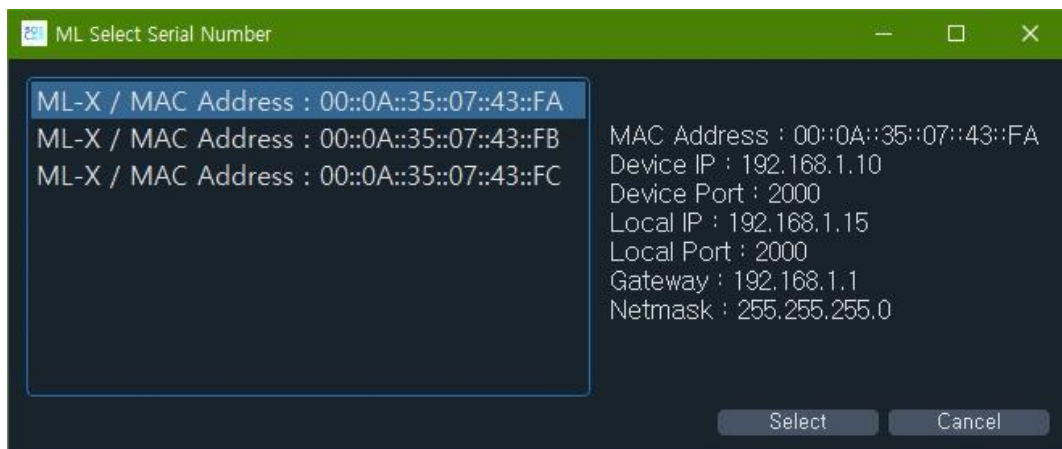 ML Select Serial Number
ML-X / MAC Address : 00::0A::35::07::43::FA
ML-X / MAC Address : 00::0A::35::07::43::FB
ML-X / MAC Address : 00::0A::35::07::43::FC
MAC Address : 00::0A::35::07::43::FA
Device IP : 192.168.1.10
Device Port : 2000
Local IP : 192.168.1.15
Local Port : 2000
Gateway : 192.168.1.1
Netmask : 255.255.255.0
Select Cancel